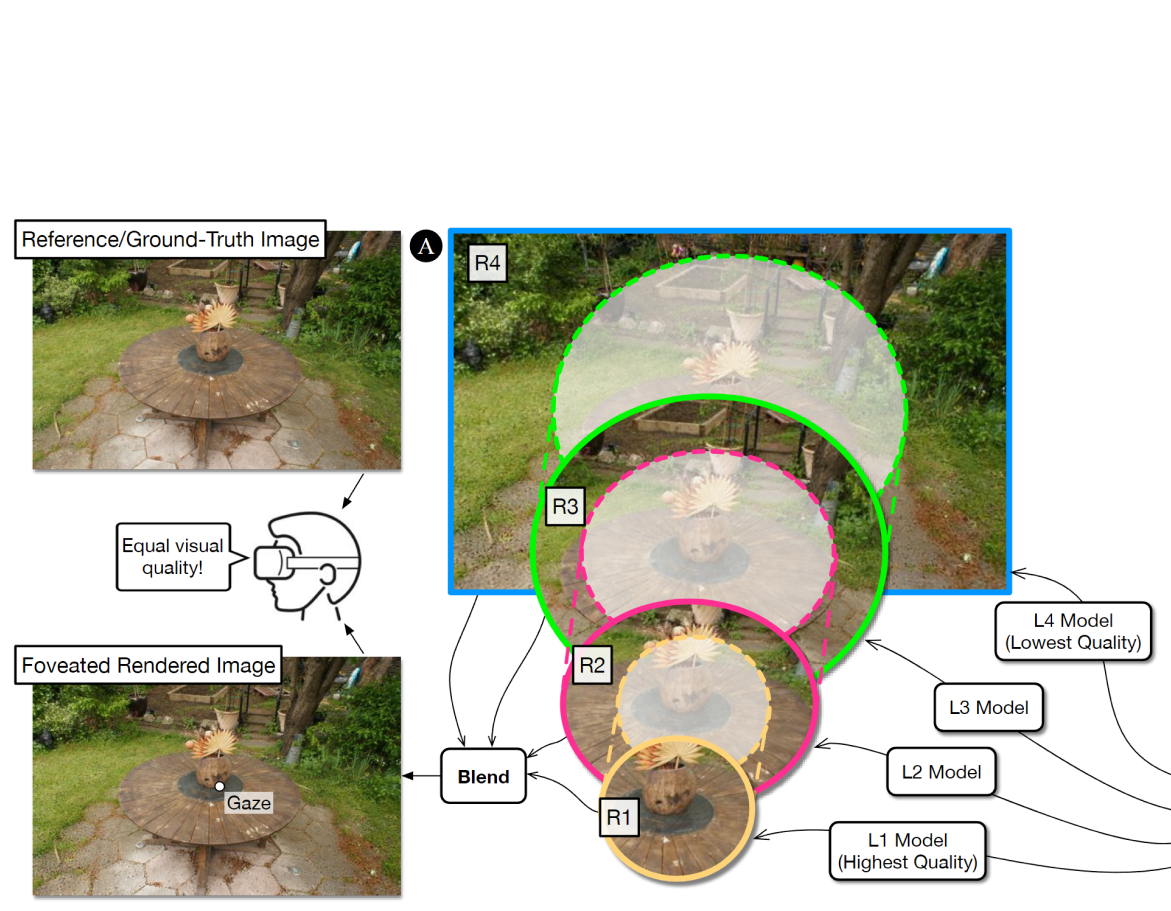 Reference/Ground-Truth Image
A
R4
R3
Equal visual
quality!
L4 Model
(Lowest Quality)
Foveated Rendered Image
R2
L3 Model
Blend
L2 Model
Gaze
R1
L1 Model
(Highest Quality)